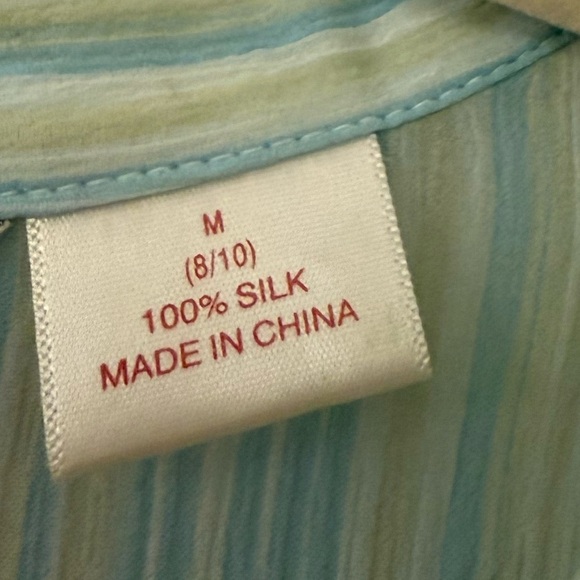 M
(8/10)
100% SILK
MADE IN CHINA